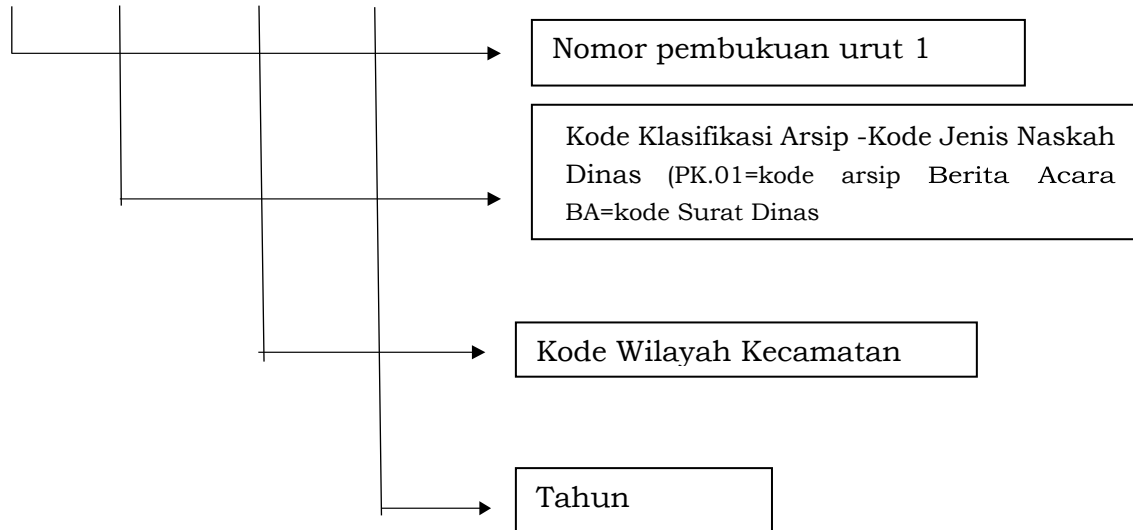 Nomor pembukuan urut 1
Kode Klasifikasi Arsip -Kode Jenis Naskah
Dinas (PK.01=kode arsip Berita Acara
BA=kode Surat Dinas
Kode Wilayah Kecamatan
Tahun